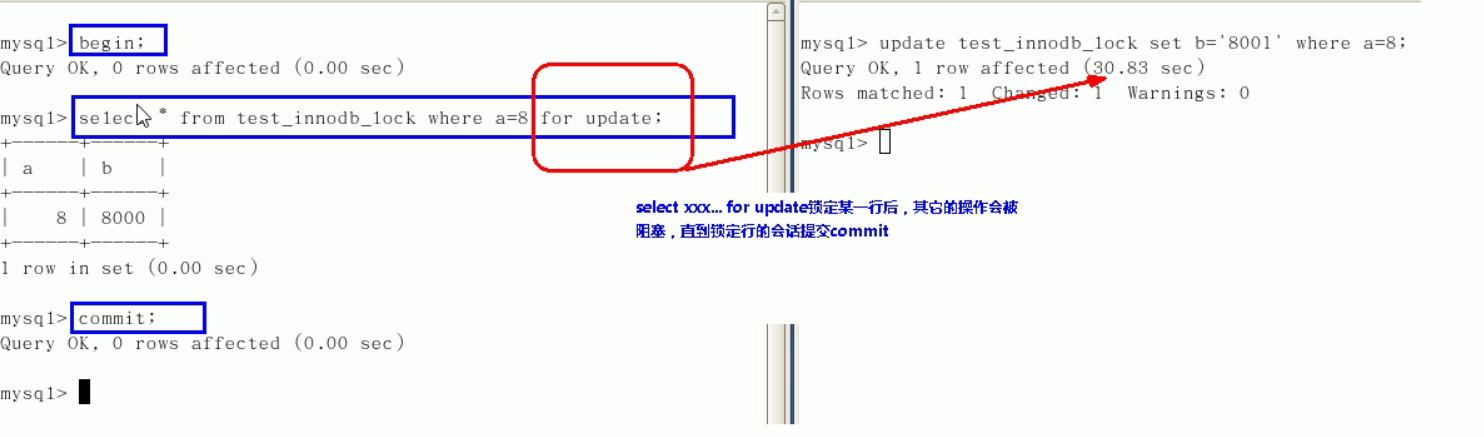 mysql> begin;
Query OK, 0 rows affected (0.00 sec)
mysql> select * from test_innodb_lock where a=8 for update;
+------+------+
| a | b |
+------+------+
| 8 | 8000 |
+------+------+
1 row in set (0.00 sec)
mysql> commit;
Query OK, 0 rows affected (0.00 sec)
mysql>
mysql> update test_innodb_lock set b='8001' where a=8;
Query OK, 1 row affected (30.83 sec)
Rows matched: 1 Changed: 1 Warnings: 0
mysql>
select xxx... for update锁定某一行后，其它的操作会被
阻塞，直到锁定行的会话提交commit